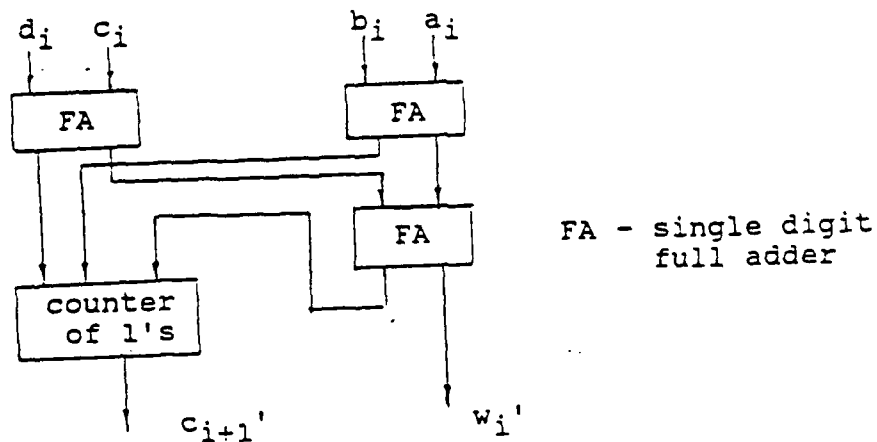 d_i c_i b_i a_i
FA FA
FA
FA - single digit
full adder
counter
of 1's
c_{i+1}' w_i'